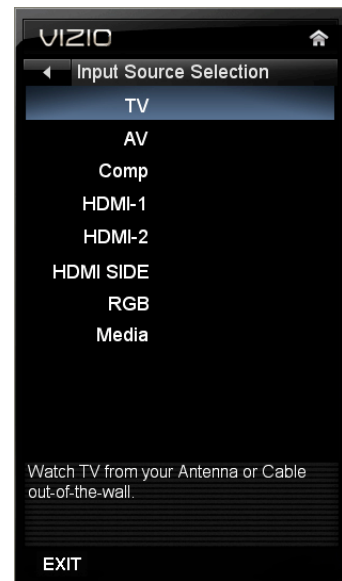 VIZIO
Input Source Selection
TV
AV
Comp
HDMI-1
HDMI-2
HDMI SIDE
RGB
Media
Watch TV from your Antenna or Cable
out-of-the-wall.
EXIT